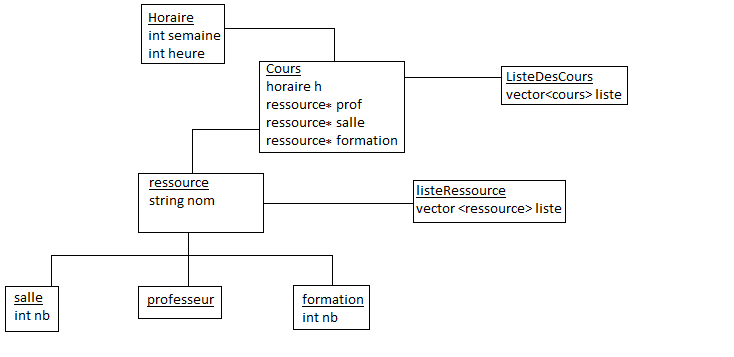 Horaire
int semaine
int heure
Cours
horaire h
ressource* prof
ressource* salle
ressource* formation
ListeDesCours
vector<cours> liste
ressource
string nom
listeRessource
vector <ressource> liste
salle
int nb
professeur
formation
int nb